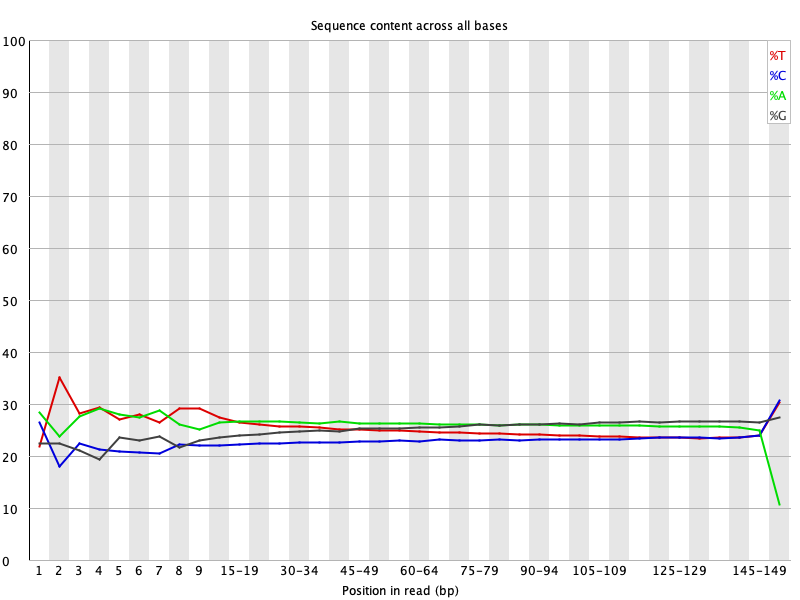 Sequence content across all bases
100
90
80
70
60
50
40
30
20
10
0
%T
%C
%A
%G
1 2 3 4 5 6 7 8 9 15-19 30-34 45-49 60-64 75-79 90-94 105-109 125-129 145-149
Position in read (bp)